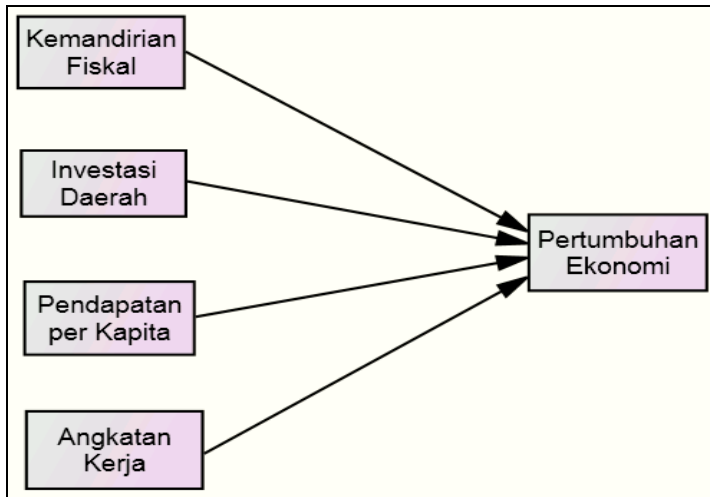 Kemandirian
Fiskal
Investasi
Daerah
Pendapatan
per Kapita
Angkatan
Kerja
Pertumbuhan
Ekonomi